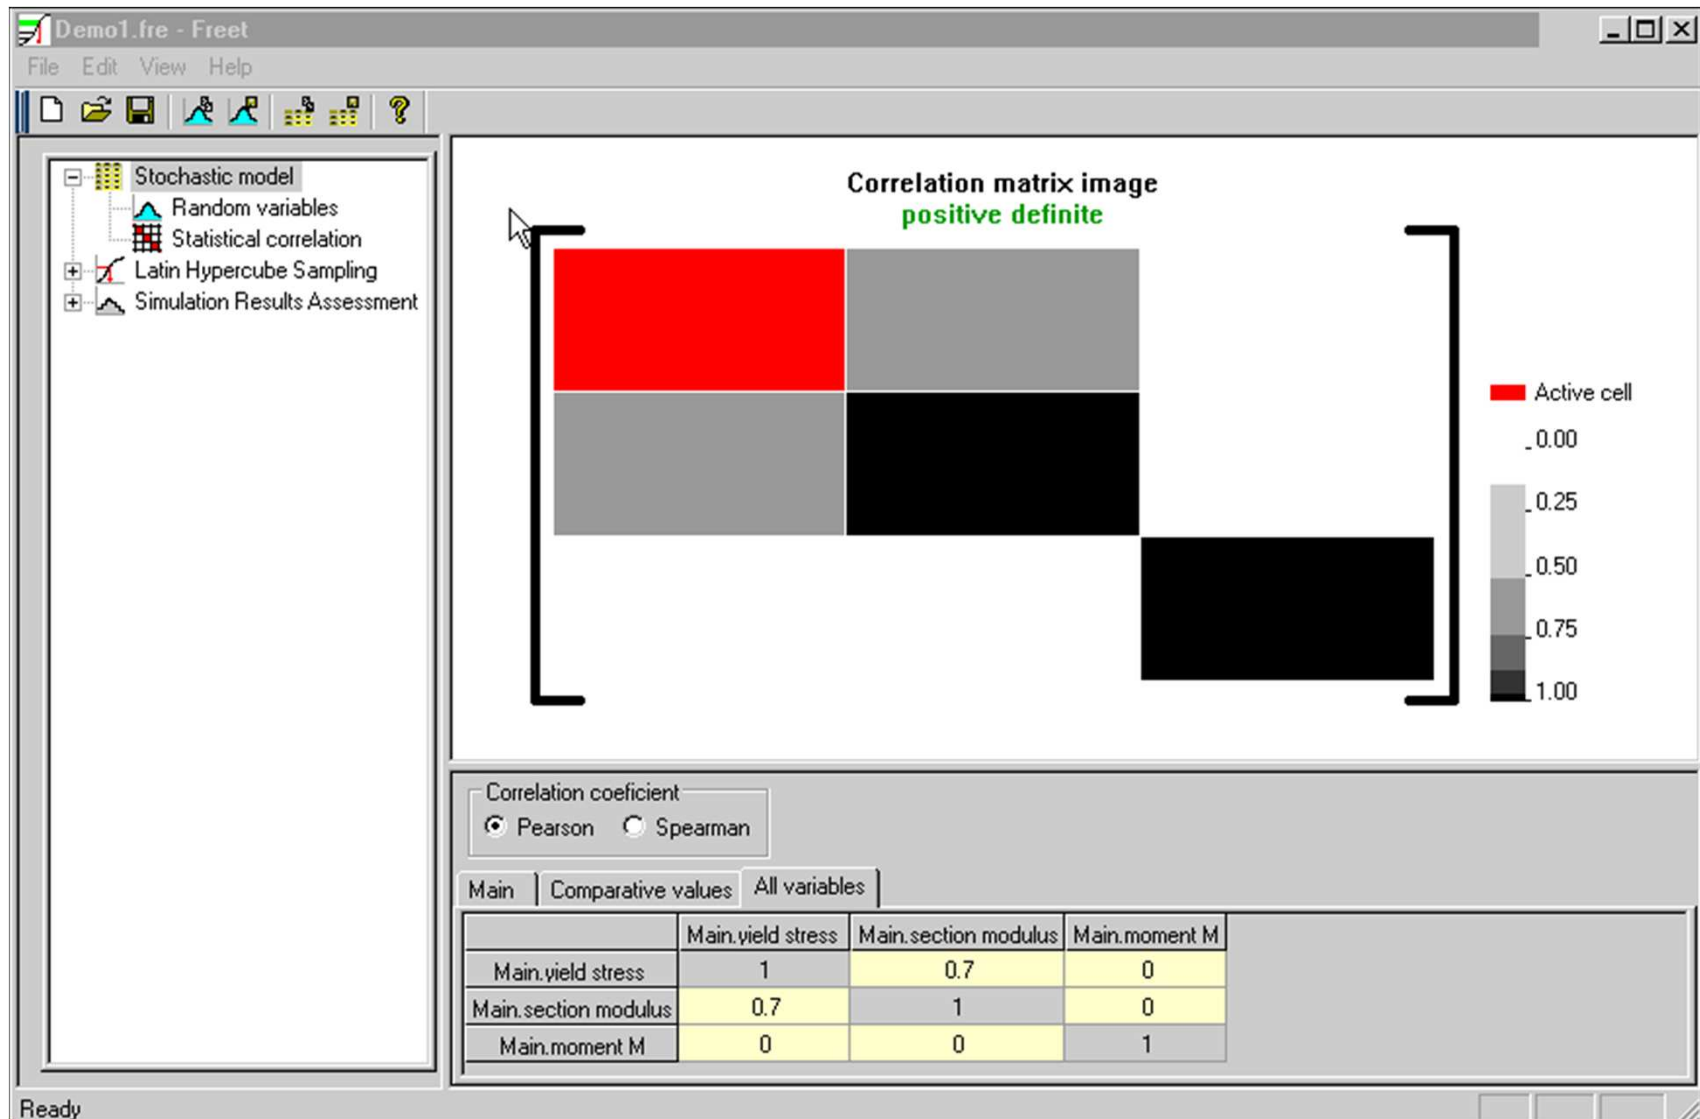 Demo1.fre - Freet
File Edit View Help
Stochastic model
Random variables
Statistical correlation
Latin Hypercube Sampling
Simulation Results Assessment
Correlation matrix image
positive definite
Active cell
0.00
0.25
0.50
0.75
1.00
Correlation coeficient
Pearson Spearman
Main Comparative values All variables
Main.yield stress Main.section modulus Main.moment M
Main.yield stress 1 0.7 0
Main.section modulus 0.7 1 0
Main.moment M 0 0 1
Ready